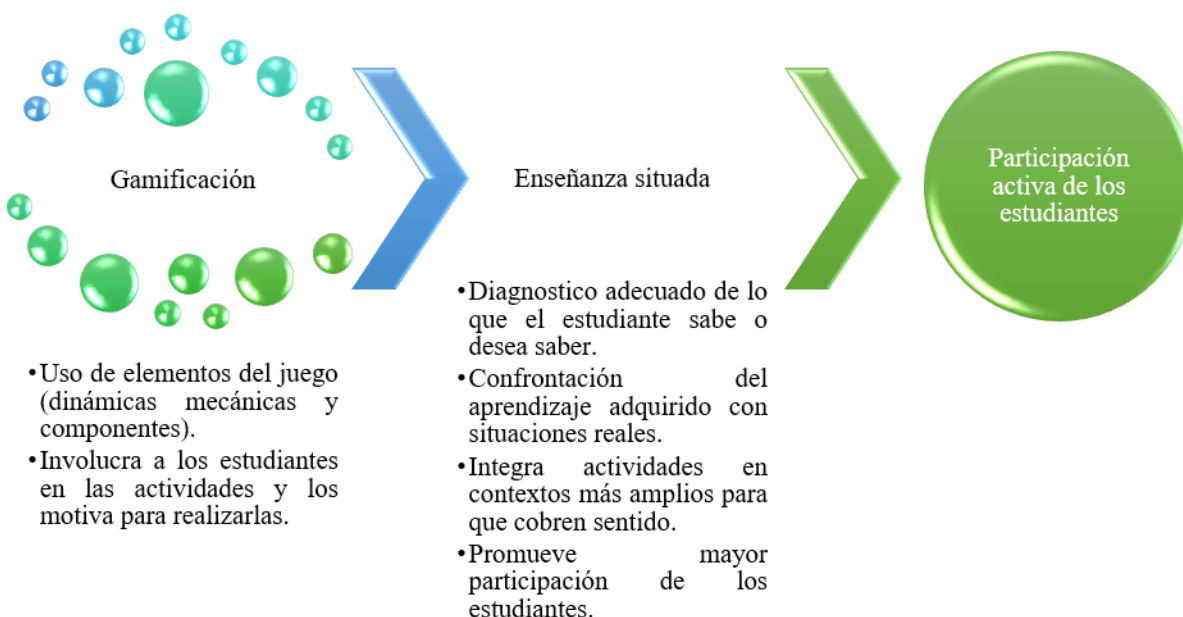 Gamificación
•Uso de elementos del juego
(dinámicas mecánicas y
componentes).
•Involucra a los estudiantes
en las actividades y los
motiva para realizarlas.
Enseñanza situada
•Diagnostico adecuado de lo
que el estudiante sabe o
desea saber.
•Confrontación del
aprendizaje adquirido con
situaciones reales.
•Integra actividades en
contextos más amplios para
que cobren sentido.
•Promueve mayor
participación de los
estudiantes.
Participación
activa de los
estudiantes